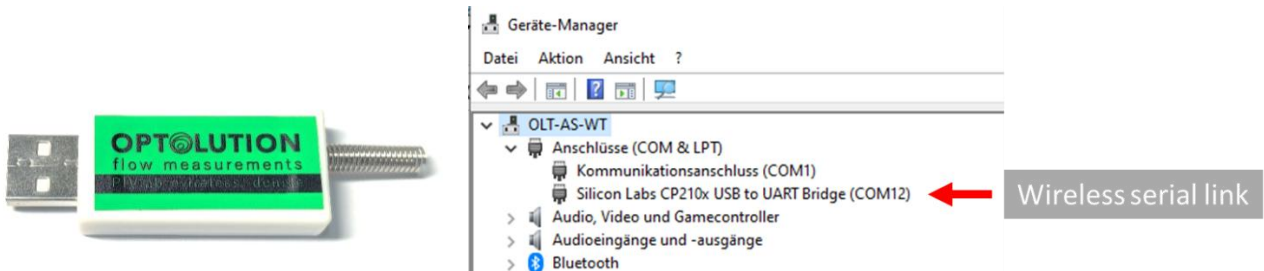 OPTOLUTION
flow measurements
Geräte-Manager
Datei Aktion Ansicht ?
OLT-AS-WT
Anschlüsse (COM & LPT)
Kommunikationsanschluss (COM1)
Silicon Labs CP210x USB to UART Bridge (COM12)
Wireless serial link
Audio, Video und Gamecontroller
Audioeingänge und -ausgänge
Bluetooth